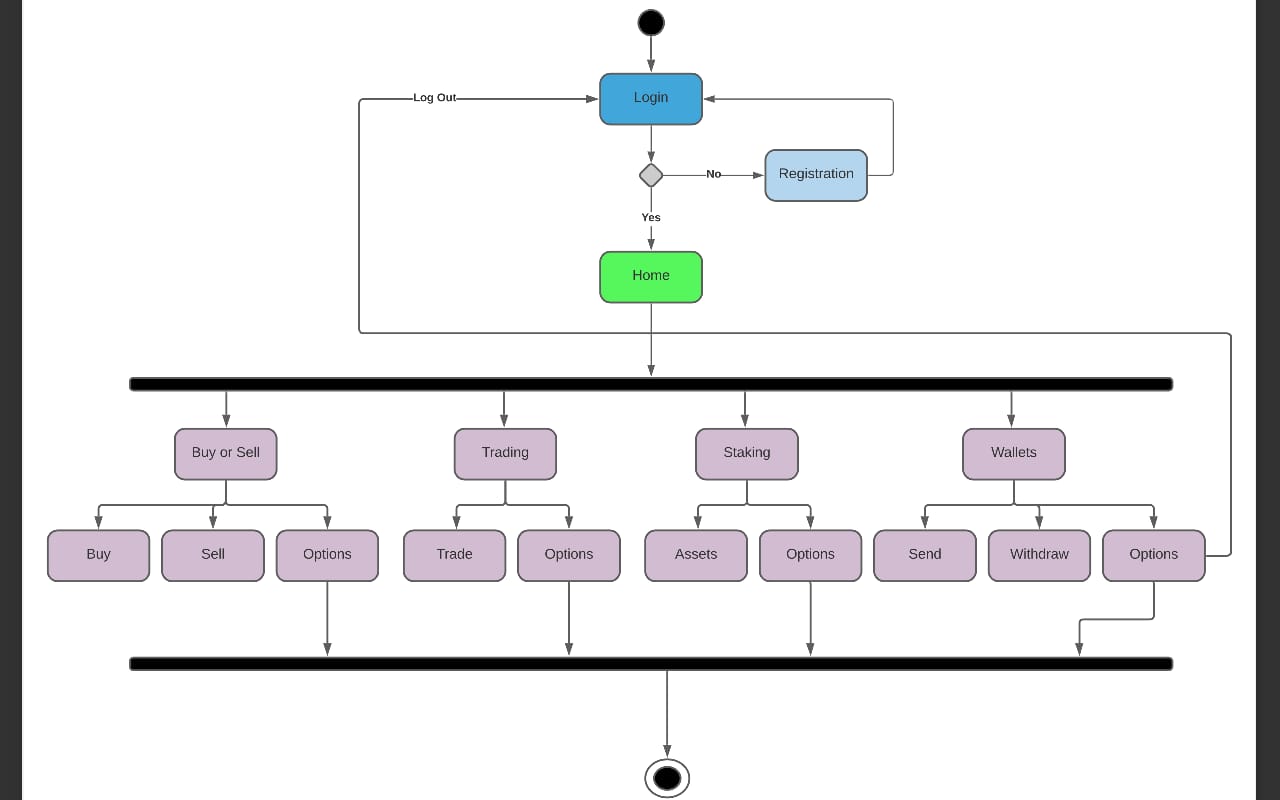 Login
Log Out
No
Registration
Yes
Home
Buy or Sell
Trading
Staking
Wallets
Buy
Sell
Options
Trade
Options
Assets
Options
Send
Withdraw
Options